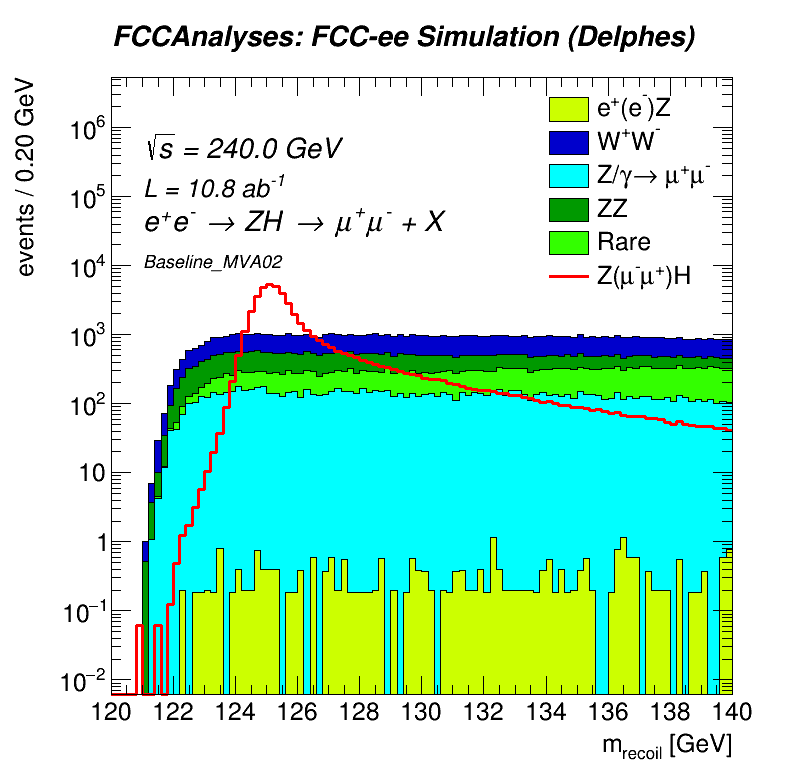 FCCAnalyses: FCC-ee Simulation (Delphes)
events / 0.20 GeV
√s = 240.0 GeV
L = 10.8 ab⁻¹
e⁺e⁻ → ZH → μ⁺μ⁻ + X
Baseline_MVA02
e⁺(e⁻)Z
W⁺W⁻
Z/γ→ μ⁺μ⁻
ZZ
Rare
Z(μ⁻μ⁺)H
10⁶
10⁵
10⁴
10³
10²
10
1
10⁻¹
10⁻²
120 122 124 126 128 130 132 134 136 138 140
m_recoil [GeV]